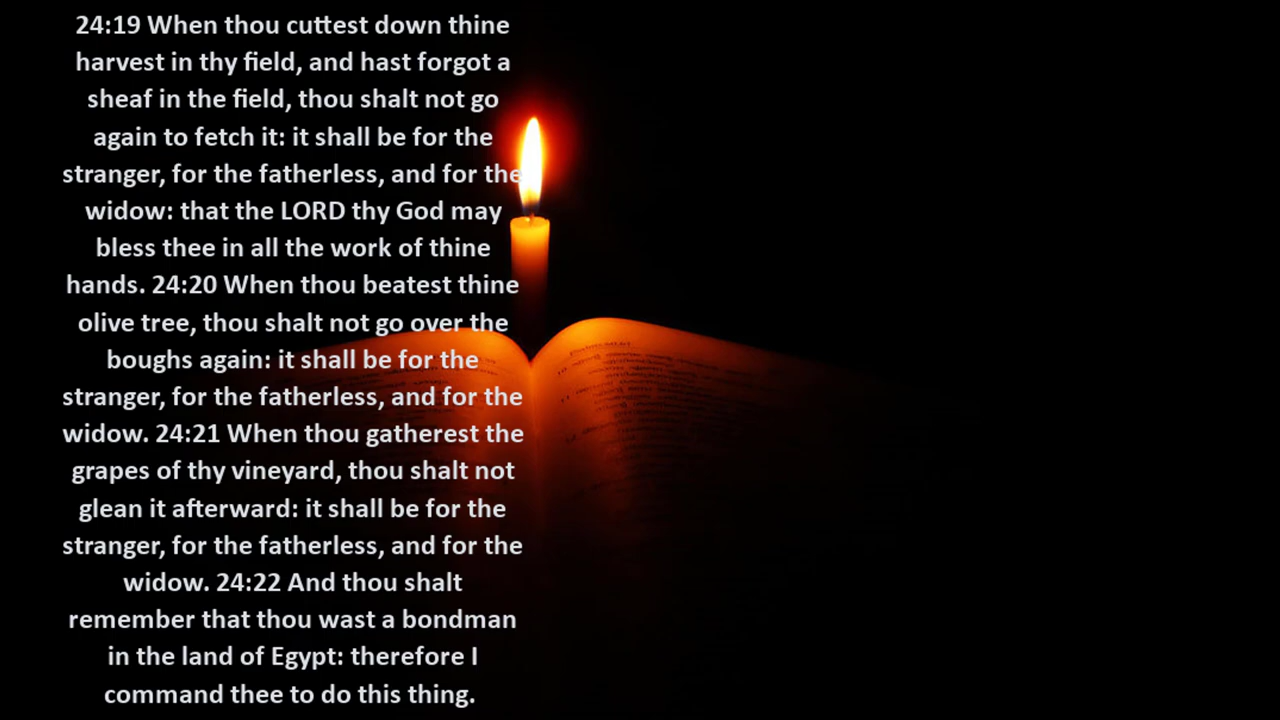 24:19 When thou cuttest down thine
harvest in thy field, and hast forgot a
sheaf in the field, thou shalt not go
again to fetch it: it shall be for the
stranger, for the fatherless, and for the
widow: that the LORD thy God may
bless thee in all the work of thine
hands. 24:20 When thou beatest thine
olive tree, thou shalt not go over the
boughs again: it shall be for the
stranger, for the fatherless, and for the
widow. 24:21 When thou gatherest the
grapes of thy vineyard, thou shalt not
glean it afterward: it shall be for the
stranger, for the fatherless, and for the
widow. 24:22 And thou shalt
remember that thou wast a bondman
in the land of Egypt: therefore I
command thee to do this thing.